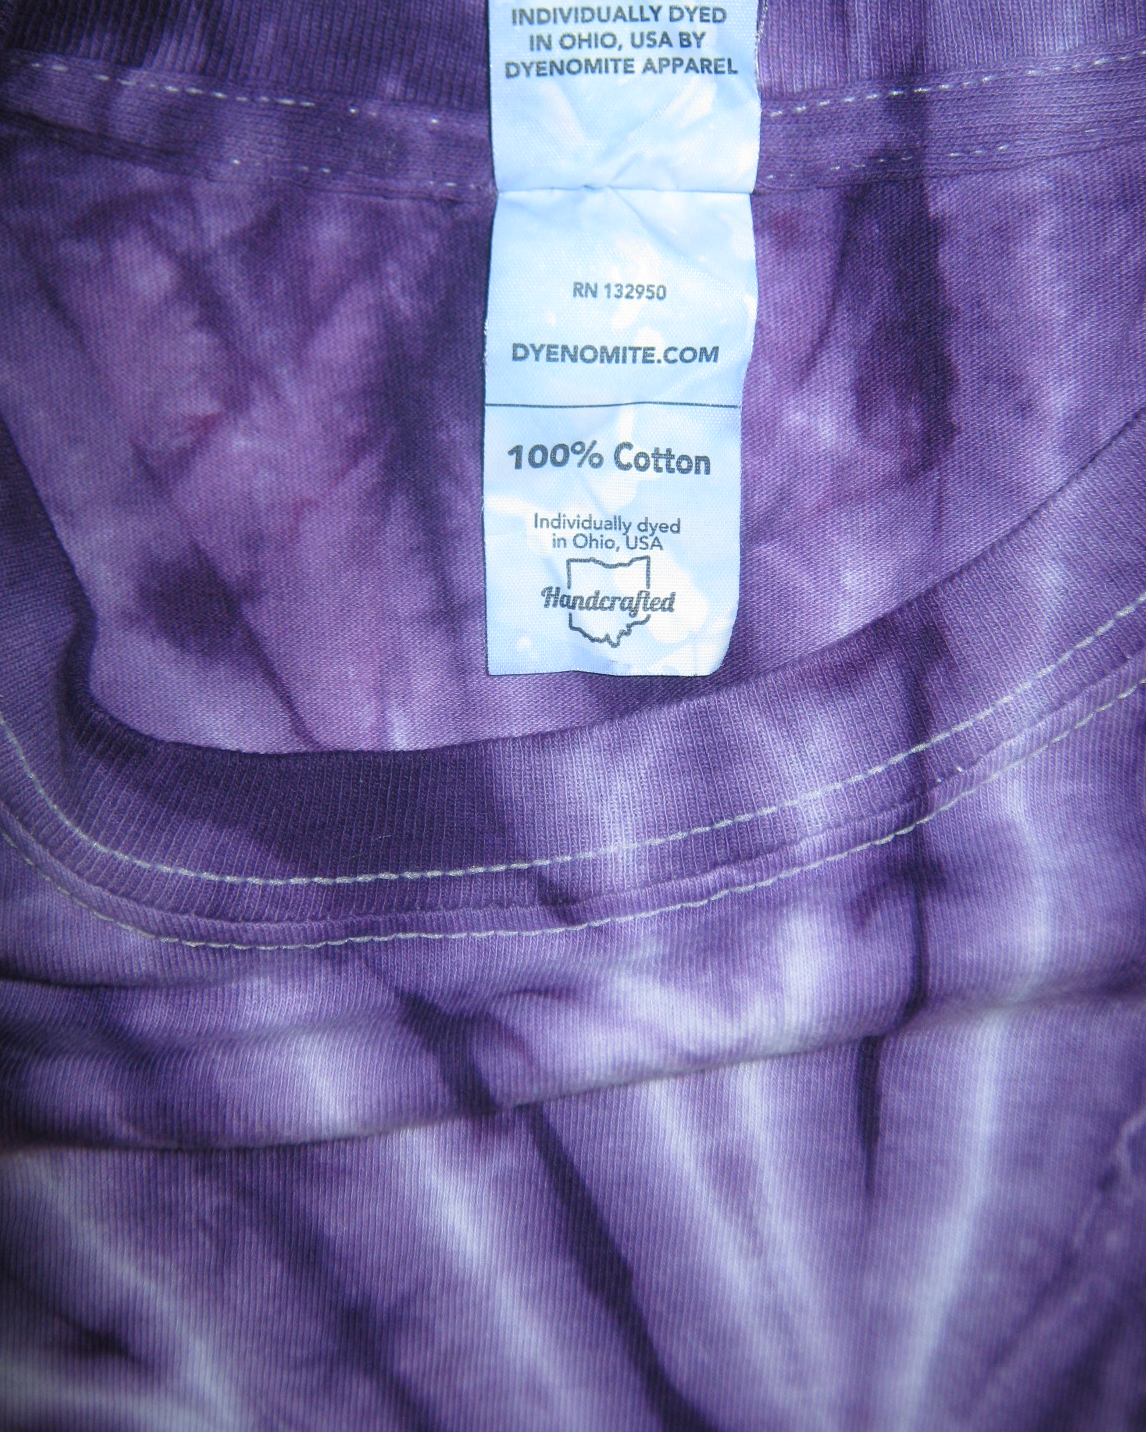 INDIVIDUALLY DYED
IN OHIO, USA BY
DYENOMITE APPAREL
RN 132950
DYENOMITE.COM
100% Cotton
Individually dyed
in Ohio, USA
Handcrafted